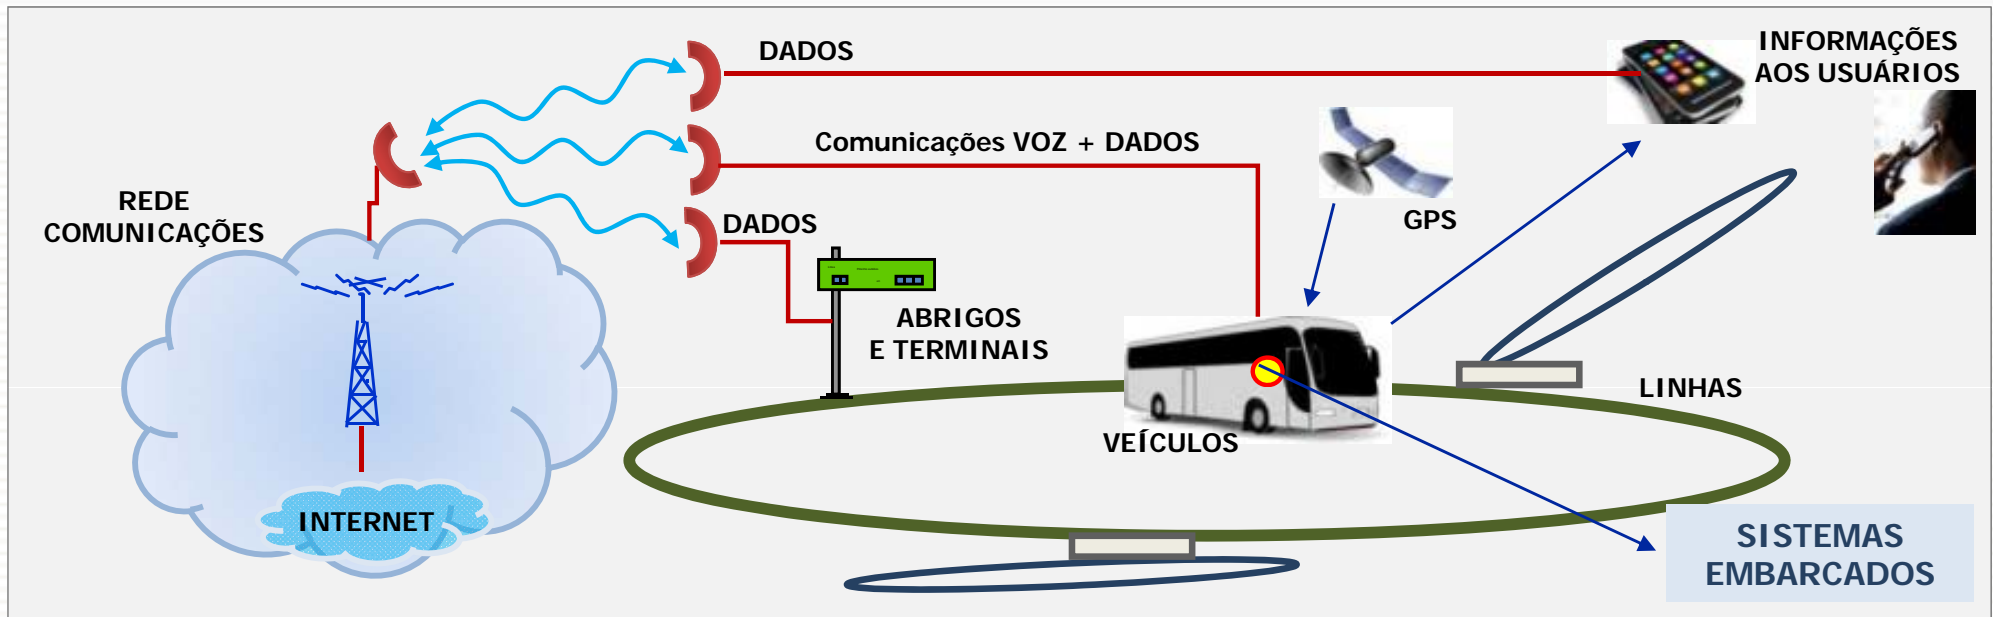 DADOS
INFORMAÇÕES
AOS USUÁRIOS
Comunicações VOZ + DADOS
REDE
COMUNICAÇÕES
DADOS
GPS
ABRIGOS
E TERMINAIS
LINHAS
VEÍCULOS
INTERNET
SISTEMAS
EMBARCADOS